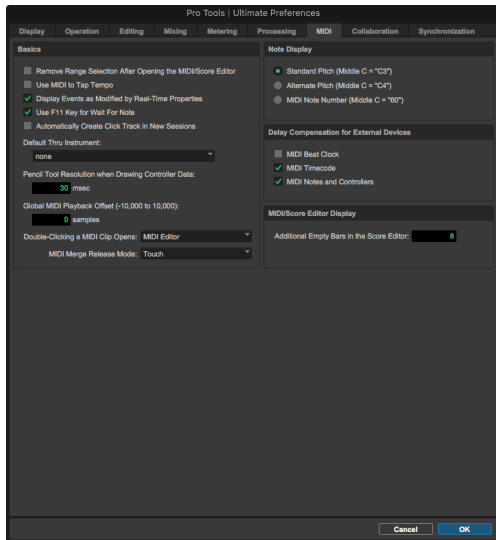 Pro Tools | Ultimate Preferences
Display Operation Editing Mixing Metering Processing MIDI Collaboration Synchronization
Basics
Remove Range Selection After Opening the MIDI/Score Editor
Use MIDI to Tap Tempo
Display Events as Modified by Real-Time Properties
Use F11 Key for Wait For Note
Automatically Create Click Track in New Sessions
Default Thru Instrument:
none
Pencil Tool Resolution when Drawing Controller Data:
30 msec
Global MIDI Playback Offset (-10,000 to 10,000):
0 samples
Double-Clicking a MIDI Clip Opens: MIDI Editor
MIDI Merge Release Mode: Touch
Note Display
Standard Pitch (Middle C = "C3")
Alternate Pitch (Middle C = "C4")
MIDI Note Number (Middle C = "60")
Delay Compensation for External Devices
MIDI Beat Clock
MIDI Timecode
MIDI Notes and Controllers
MIDI/Score Editor Display
Additional Empty Bars in the Score Editor: 8
Cancel OK